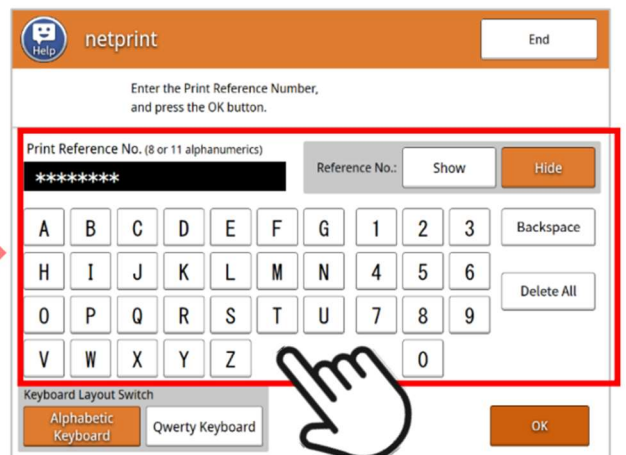 Help
netprint
End
Enter the Print Reference Number,
and press the OK button.
Print Reference No. (8 or 11 alphanumerics)
********
Reference No.:
Show
Hide
A B C D E F G 1 2 3
Backspace
H I J K L M N 4 5 6
Delete All
O P Q R S T U 7 8 9
V W X Y Z 0
Keyboard Layout Switch
Alphabetic
Keyboard
Qwerty Keyboard
OK